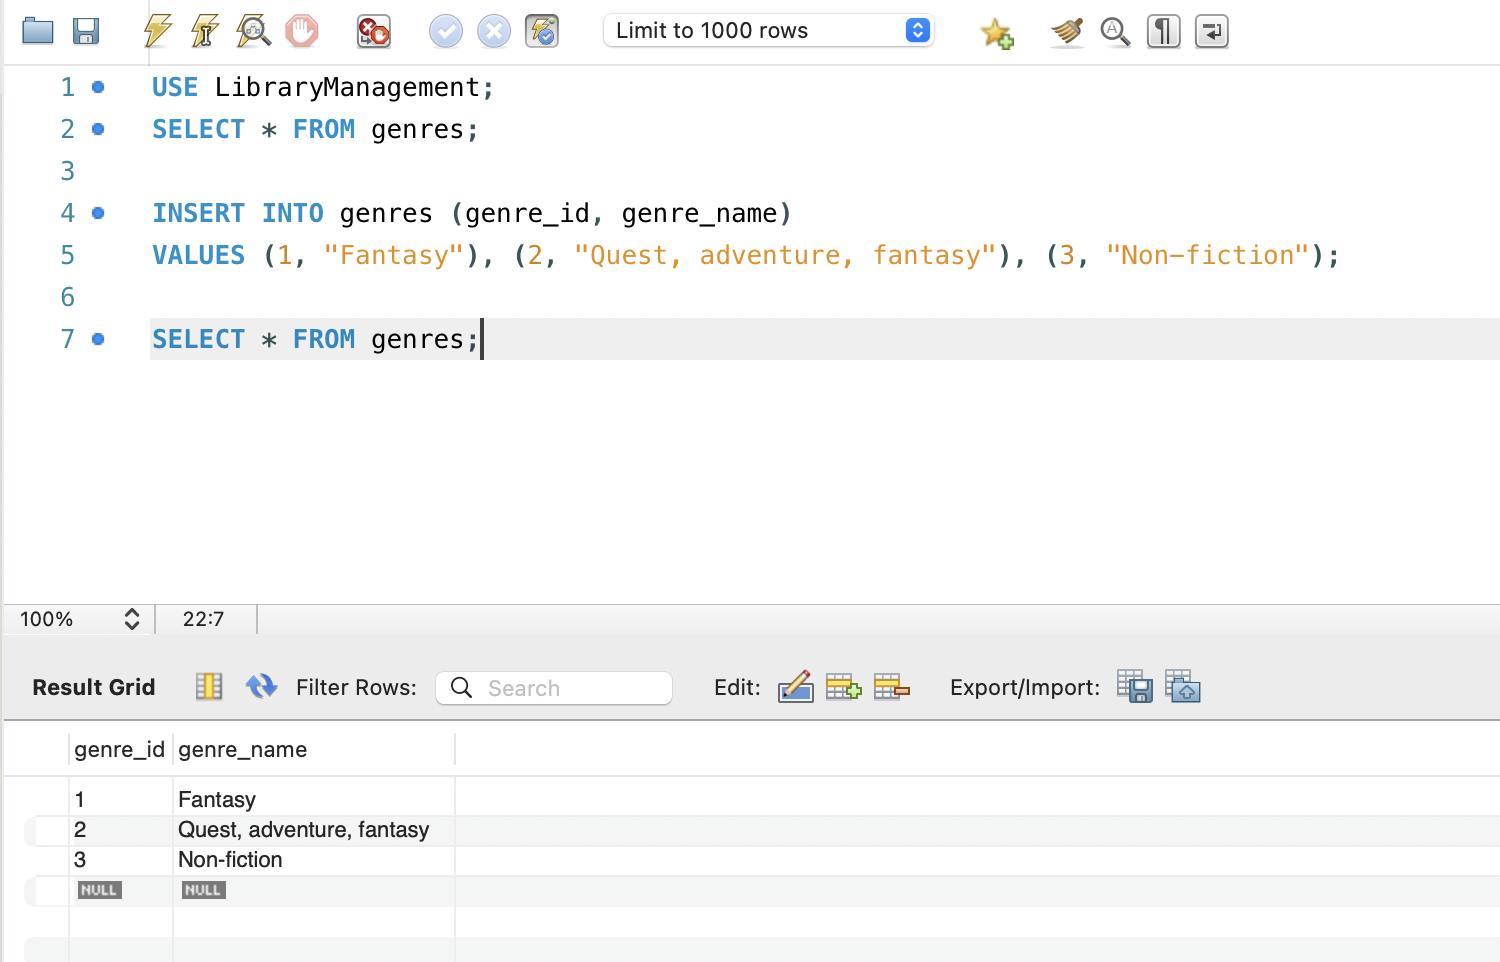 Limit to 1000 rows
1 USE LibraryManagement;
2 SELECT * FROM genres;
3
4 INSERT INTO genres (genre_id, genre_name)
5 VALUES (1, "Fantasy"), (2, "Quest, adventure, fantasy"), (3, "Non-fiction");
6
7 SELECT * FROM genres;
100% 22:7
Result Grid Filter Rows: Search Edit: Export/Import:
genre_id genre_name
1 Fantasy
2 Quest, adventure, fantasy
3 Non-fiction
NULL NULL